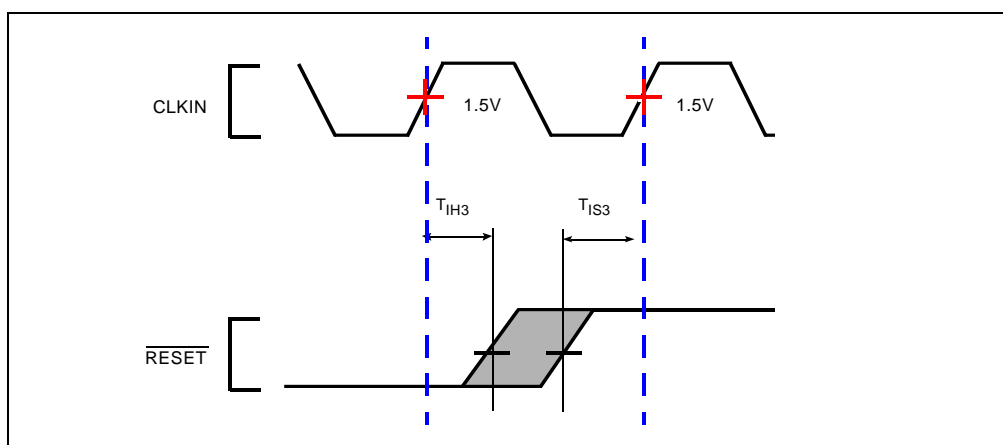 CLKIN
1.5V
1.5V
TIH3
TIS3
RESET